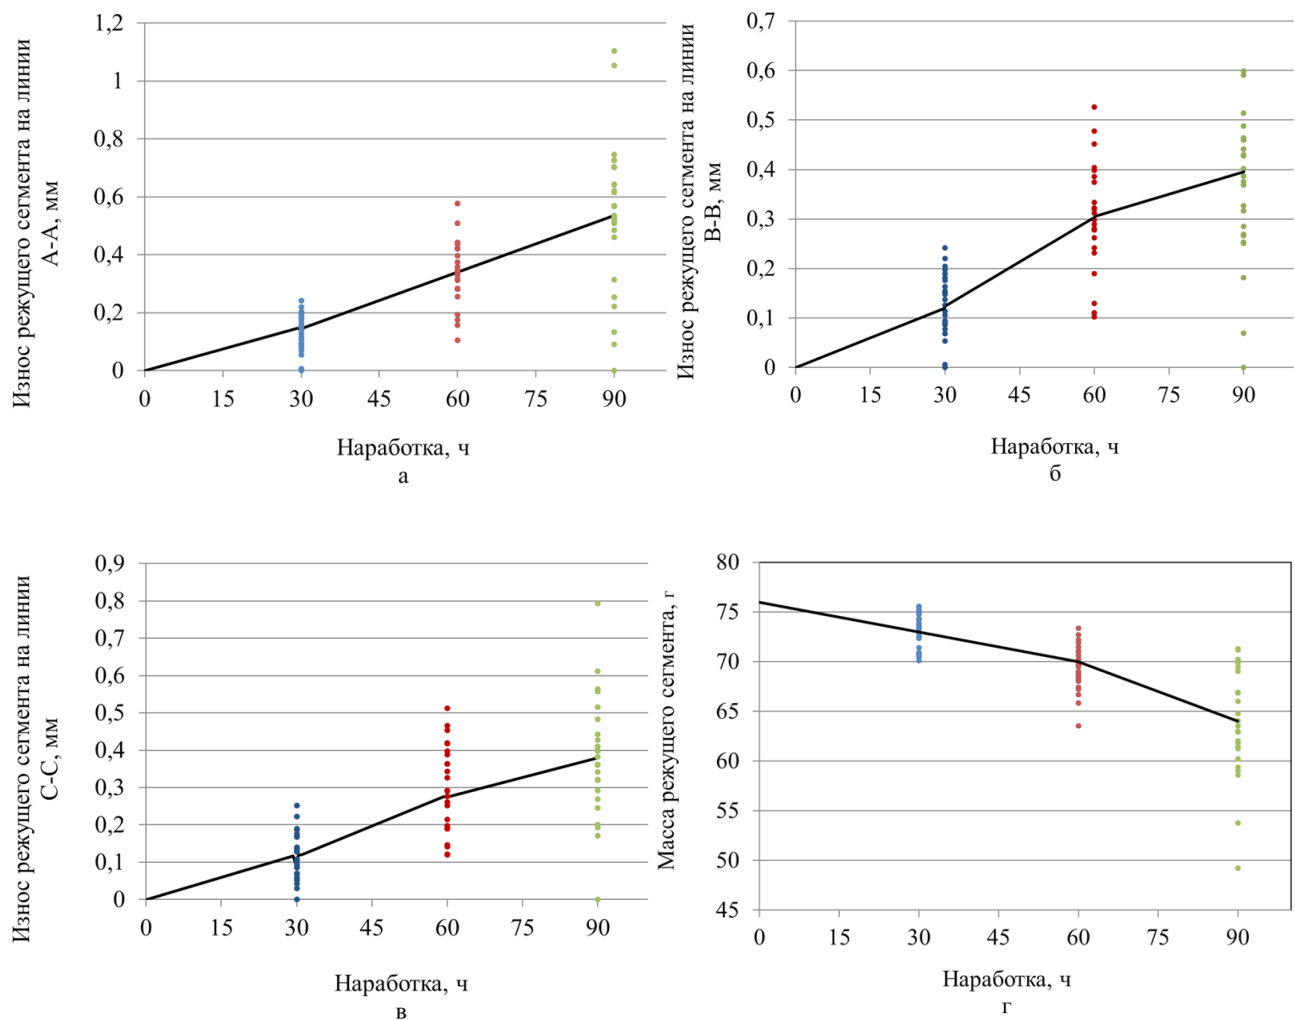 Износ режущего сегмента на линии
А-А, мм
1,2
1
0,8
0,6
0,4
0,2
0
0 15 30 45 60 75 90
Наработка, ч
а
Износ режущего сегмента на линии
В-В, мм
0,7
0,6
0,5
0,4
0,3
0,2
0,1
0
0 15 30 45 60 75 90
Наработка, ч
б
Износ режущего сегмента на линии
С-С, мм
0,9
0,8
0,7
0,6
0,5
0,4
0,3
0,2
0,1
0
0 15 30 45 60 75 90
Наработка, ч
в
Масса режущего сегмента, г
80
75
70
65
60
55
50
45
0 15 30 45 60 75 90
Наработка, ч
г